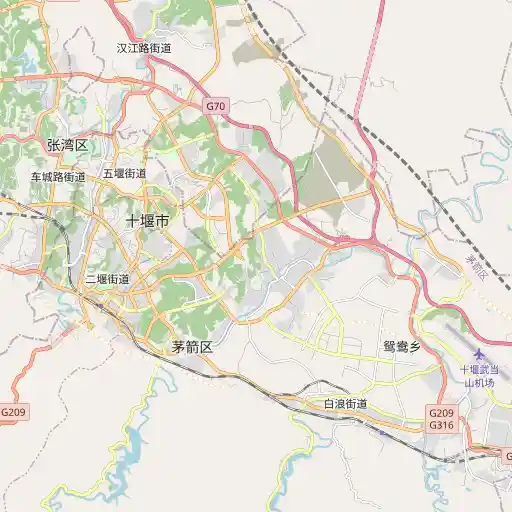 汉江路街道
G70
张湾区
车城路街道
五堰街道
十堰市
茅箭区
二堰街道
茅箭区
鸳鸯乡
十堰武当
山机场
白浪街道
G209
G209
G316